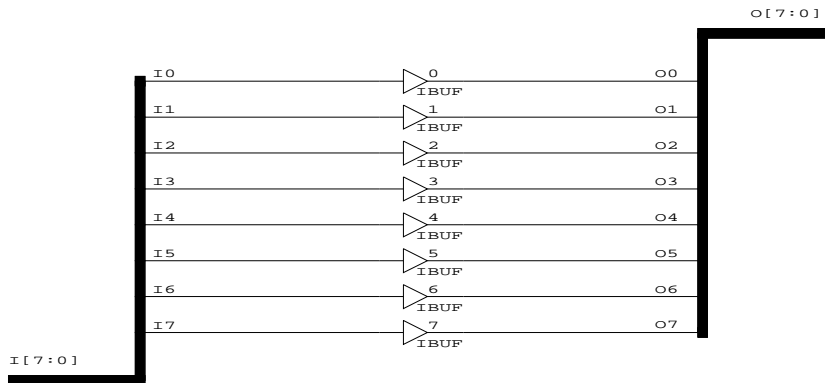 O[7:0]
I0 0 O0
IBUF
I1 1 O1
IBUF
I2 2 O2
IBUF
I3 3 O3
IBUF
I4 4 O4
IBUF
I5 5 O5
IBUF
I6 6 O6
IBUF
I7 7 O7
IBUF
I[7:0]